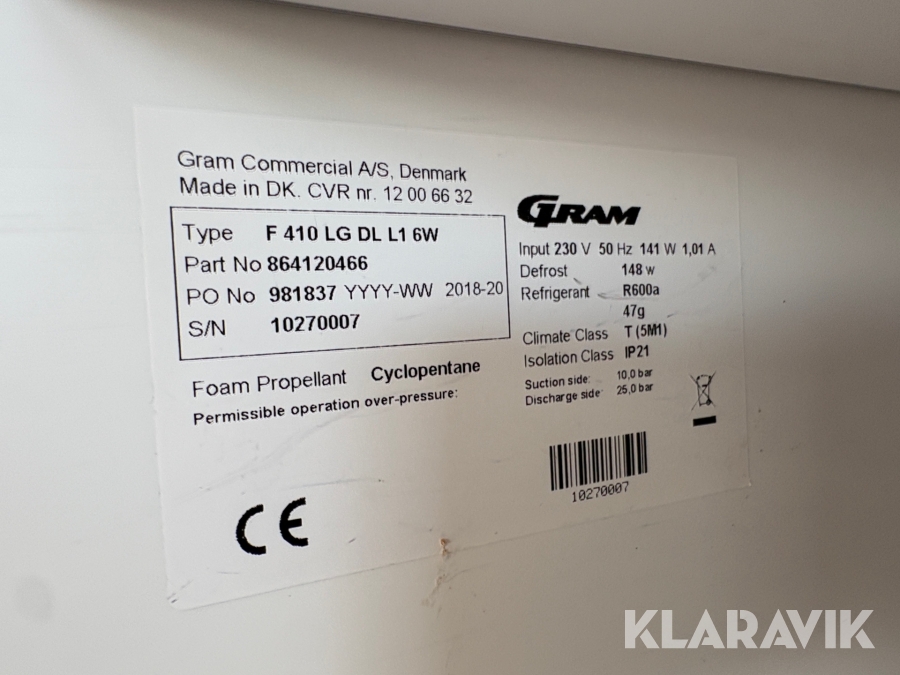 Gram Commercial A/S, Denmark
Made in DK. CVR nr. 12 00 66 32
Type F 410 LG DL L1 6W
Part No 864120466
PO No 981837 YYYY-WW 2018-20
S/N 10270007
Foam Propellant Cyclopentane
Permissible operation over-pressure:
CE
GRAM
Input 230 V 50 Hz 141 W 1,01 A
Defrost 148 w
Refrigerant R600a
47g
Climate Class T (5M1)
Isolation Class IP21
Suction side: 10,0 bar
Discharge side 25,0 bar
10270007
KLARAVIK